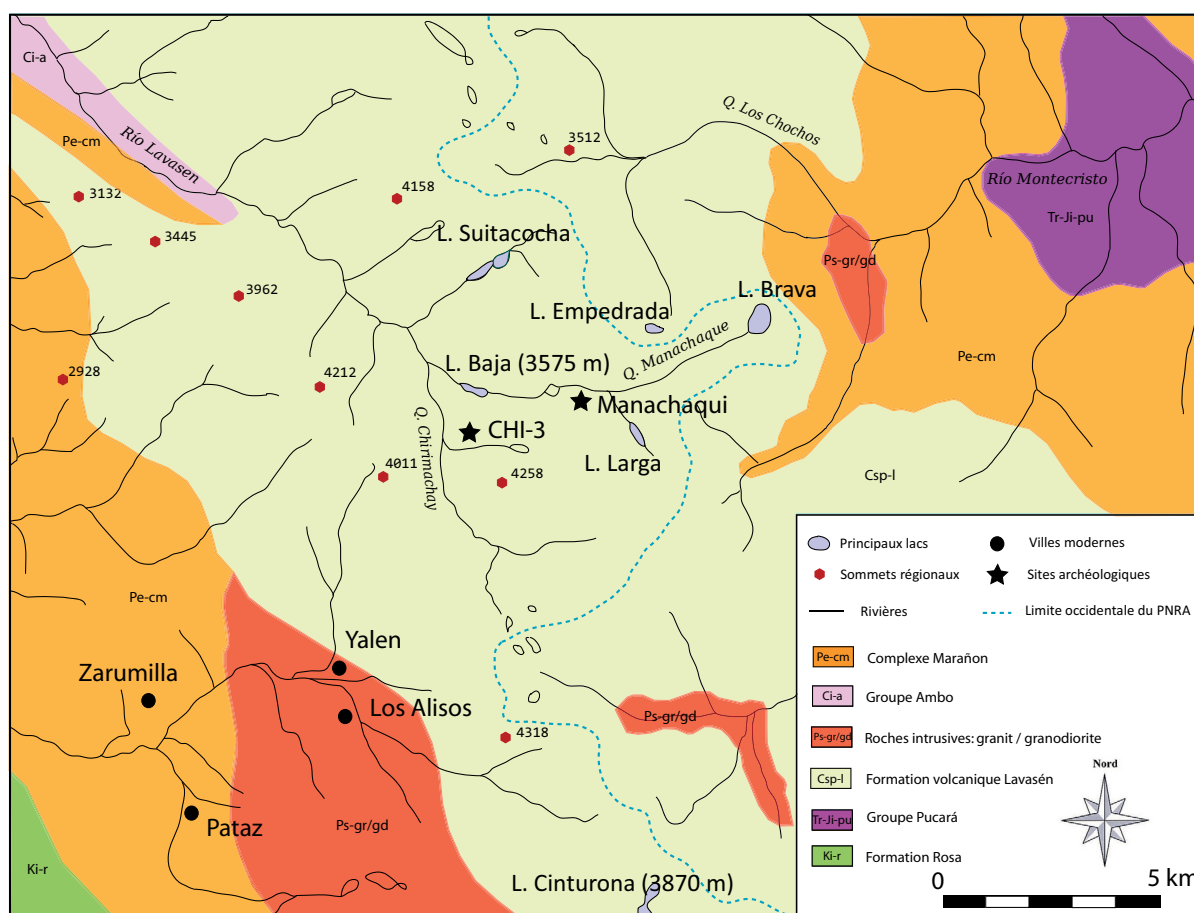 Ci-a
Río Lavasen
Pe-cm
3132
3445
3962
4158
3512
Q. Los Chochos
Río Montecristo
Tr-Ji-pu
Ps-gr/gd
L. Suitacocha
L. Empedrada
L. Brava
2928
4212
L. Baja (3575 m)
Q. Manachaque
Pe-cm
Manachaqui
CHI-3
Q. Chirimachay
4011
4258
L. Larga
Csp-l
Pe-cm
Yalen
Zarumilla
Los Alisos
4318
Ps-gr/gd
Pataz
Ps-gr/gd
Ki-r
L. Cinturona (3870 m)
Principaux lacs
Villes modernes
Sommets régionaux
Sites archéologiques
Rivières
Limite occidentale du PNRA
Pe-cm Complexe Marañon
Ci-a Groupe Ambo
Ps-gr/gd Roches intrusives: granit / granodiorite
Csp-l Formation volcanique Lavasén
Tr-Ji-pu Groupe Pucará
Ki-r Formation Rosa
Nord
0 5 km